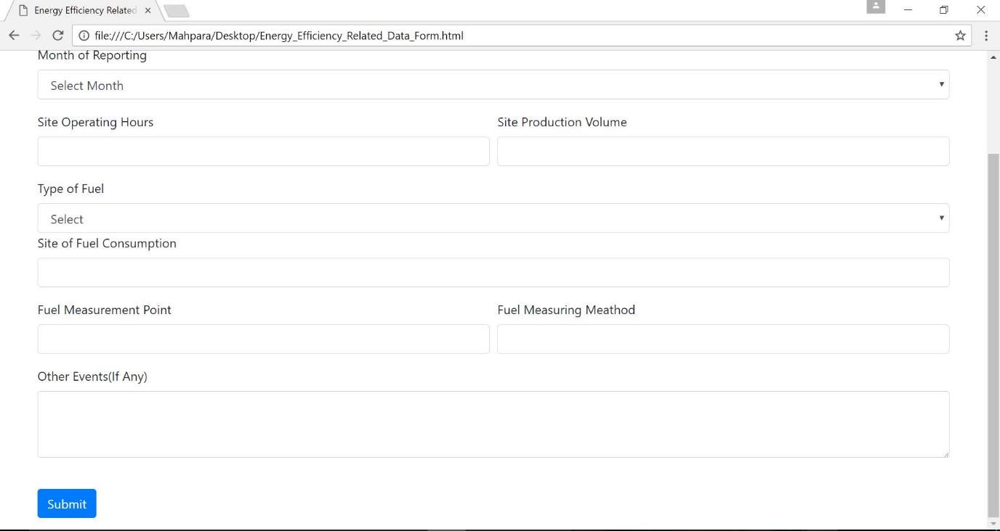 Energy Efficiency Related
file:///C:/Users/Mahpara/Desktop/Energy_Efficiency_Related_Data_Form.html
Month of Reporting
Select Month
Site Operating Hours
Site Production Volume
Type of Fuel
Select
Site of Fuel Consumption
Fuel Measurement Point
Fuel Measuring Meathod
Other Events(If Any)
Submit